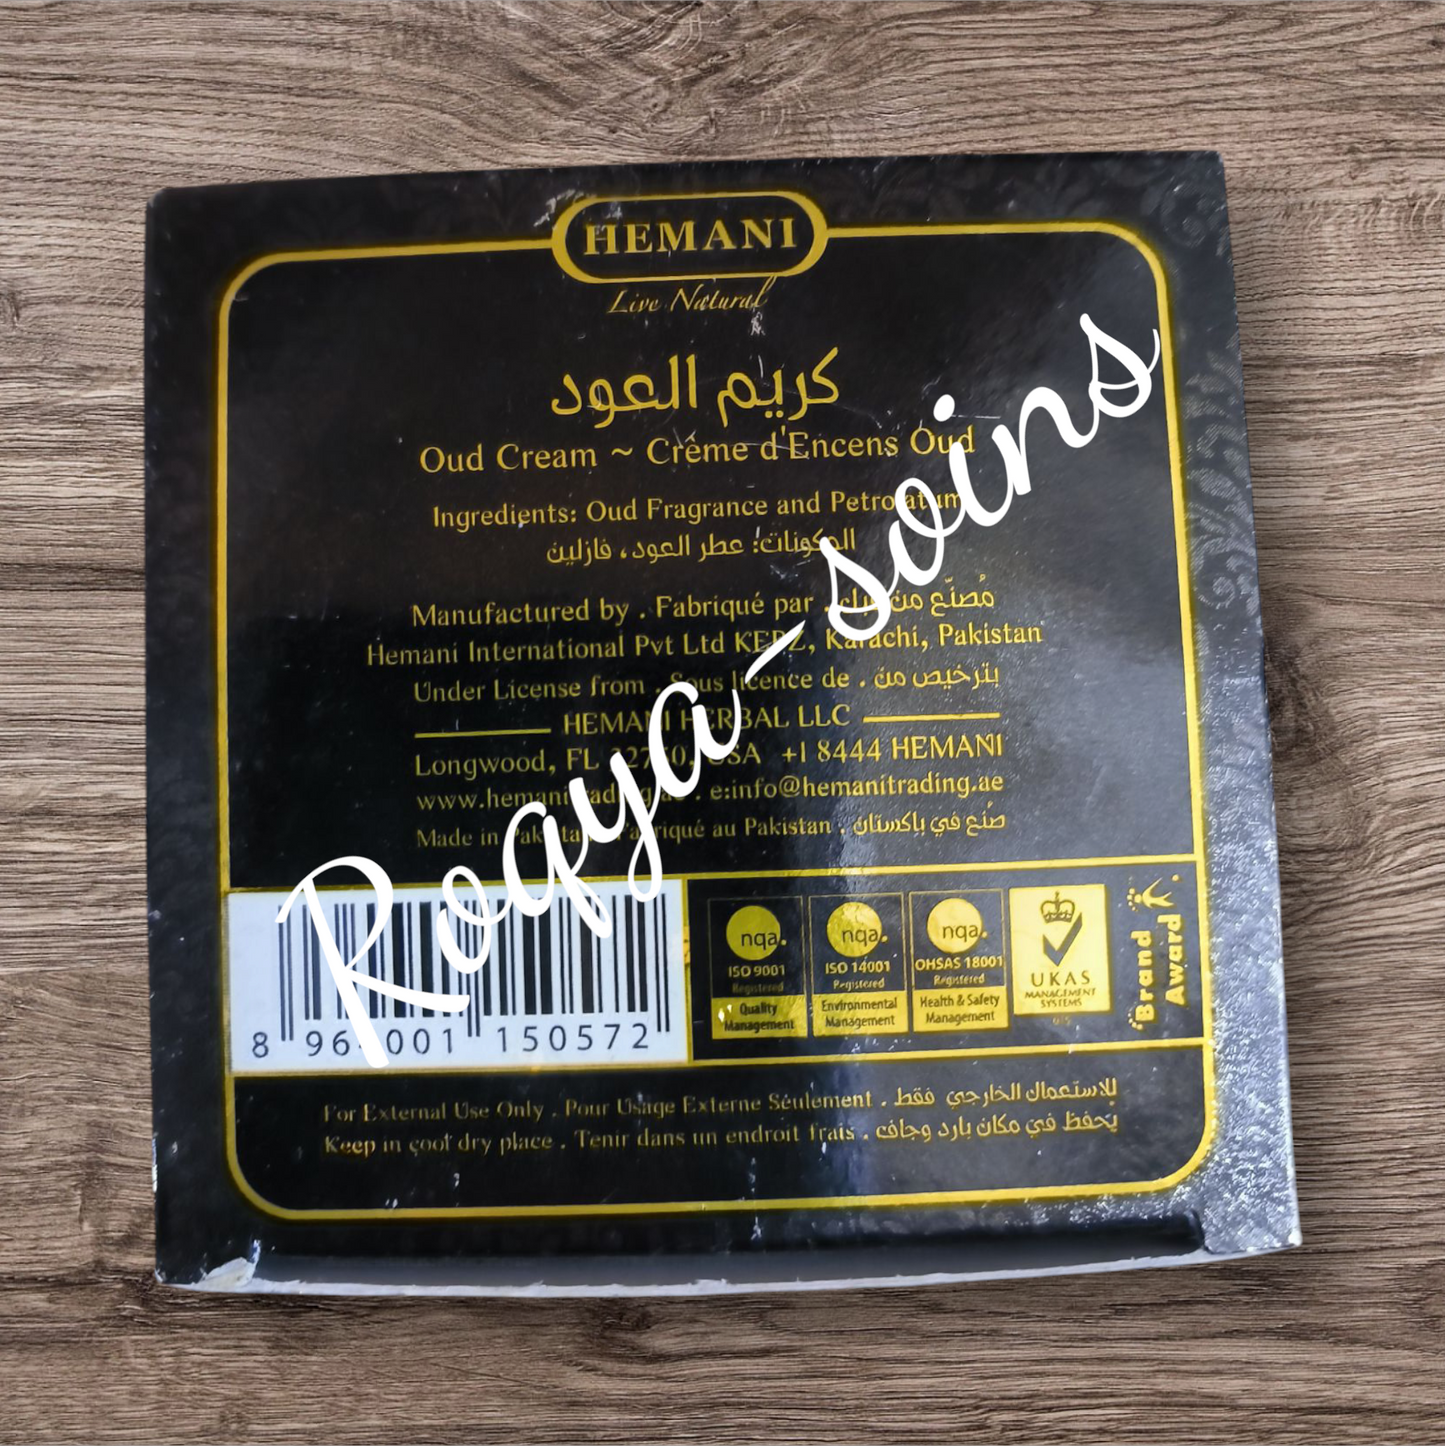 HEMANI
Live Natural
كريم العود
Oud Cream ~ Crême d'Encens Oud
Ingredients: Oud Fragrance and Petrolatum
المكونات: عطر العود، فازلين
Manufactured by . Fabriqué par . مُصنّع من
Hemani International Pvt Ltd KEPZ, Karachi, Pakistan
Under License from . Sous licence de . بترخيص من
HEMANI HERBAL LLC
Longwood, FL USA +1 8444 HEMANI
e:info@hemanitrading.ae
Made in Pakistan . Fabriqué au Pakistan . صُنع في باكستان
Roqya-soins
8 96 001 150572
nqa.
ISO 9001
Registered
Quality
Management
nqa.
ISO 14001
Registered
Environmental
Management
nqa.
OHSAS 18001
Registered
Health & Safety
Management
UKAS
MANAGEMENT
SYSTEMS
015
Brand
Award
For External Use Only . Pour Usage Externe Seulement . للاستعمال الخارجي فقط
Keep in cool dry place . Tenir dans un endroit frais . يُحفظ في مكان بارد وجاف